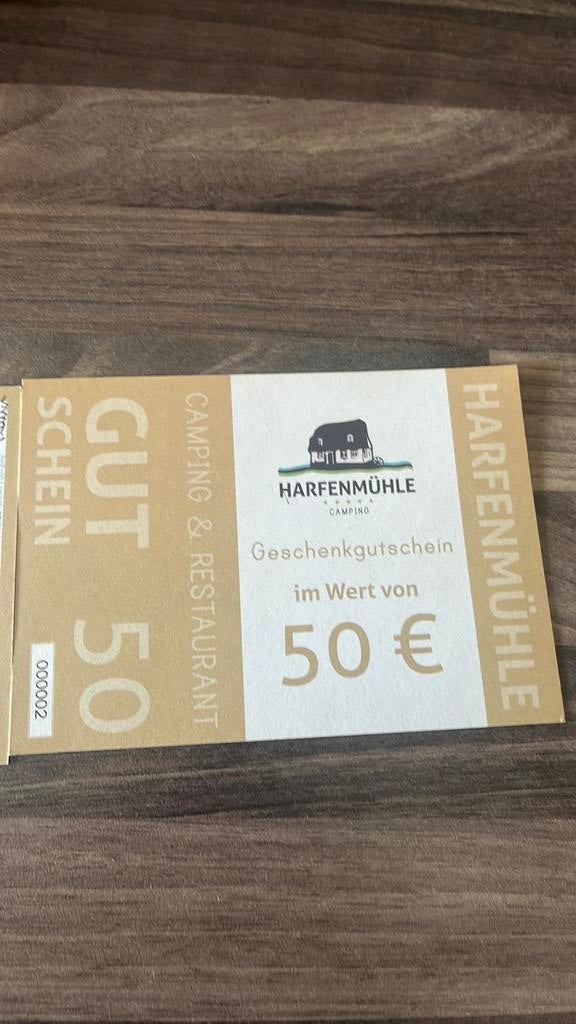 GUT
SCHEIN
50
000002
CAMPING & RESTAURANT
HARFENMÜHLE
CAMPING
Geschenkgutschein
im Wert von
50 €
HARFENMÜHLE